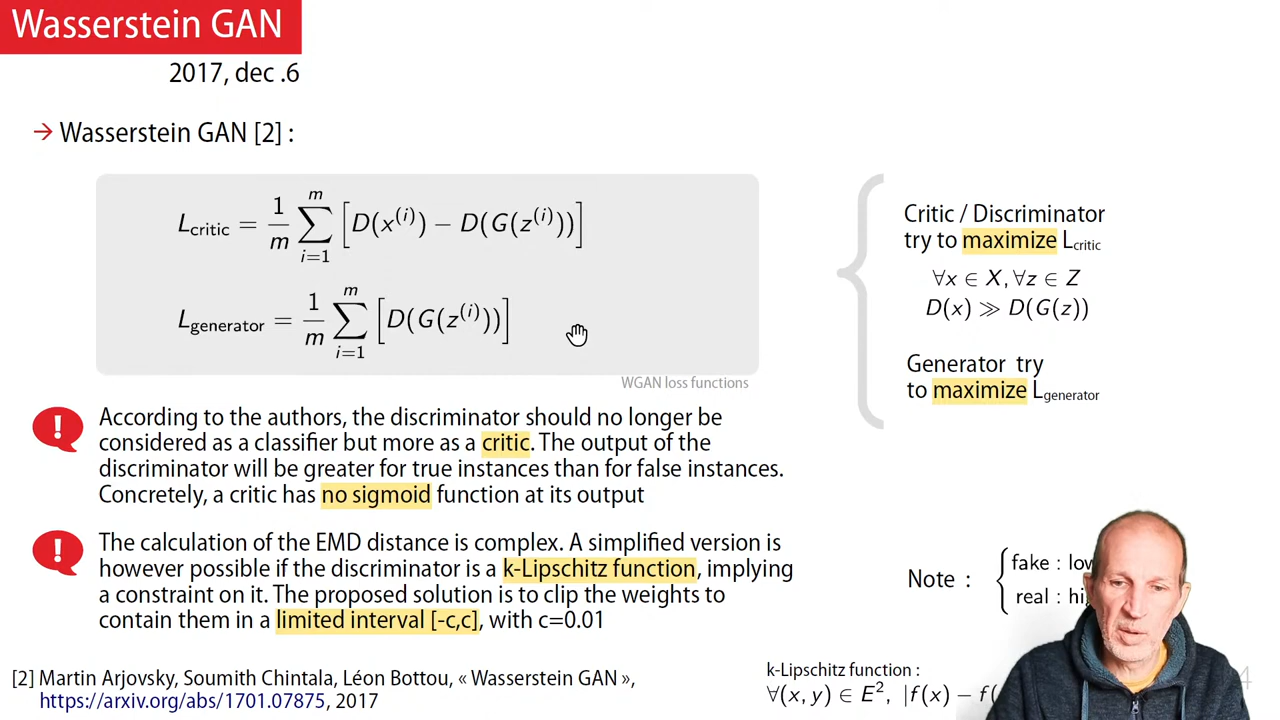 Wasserstein GAN
2017, dec .6
→ Wasserstein GAN [2] :
L_critic = 1/m ∑_{i=1}^{m} [D(x^(i)) − D(G(z^(i)))]
L_generator = 1/m ∑_{i=1}^{m} [D(G(z^(i)))]
WGAN loss functions
Critic / Discriminator
try to maximize L_critic
∀x ∈ X, ∀z ∈ Z
D(x) ≫ D(G(z))
Generator try
to maximize L_generator
! According to the authors, the discriminator should no longer be
considered as a classifier but more as a critic. The output of the
discriminator will be greater for true instances than for false instances.
Concretely, a critic has no sigmoid function at its output
! The calculation of the EMD distance is complex. A simplified version is
however possible if the discriminator is a k-Lipschitz function, implying
a constraint on it. The proposed solution is to clip the weights to
contain them in a limited interval [-c,c], with c=0.01
Note :
fake :
real :
[2] Martin Arjovsky, Soumith Chintala, Léon Bottou, « Wasserstein GAN »,
https://arxiv.org/abs/1701.07875, 2017
k-Lipschitz function :
∀(x, y) ∈ E², |f(x) −